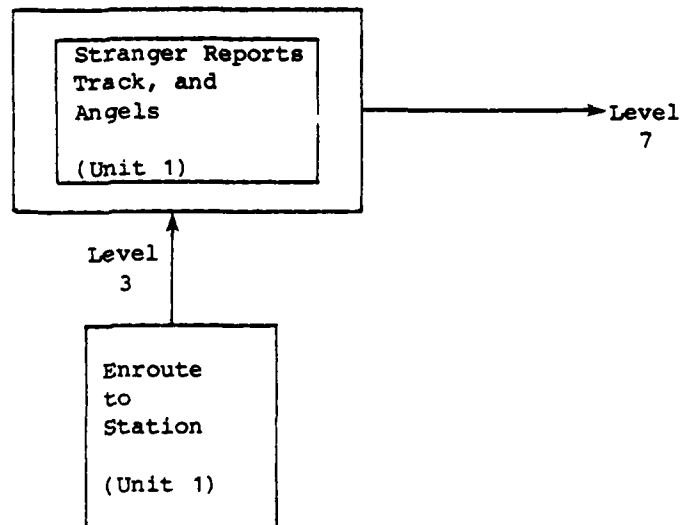 Stranger Reports
Track, and
Angels
(Unit 1)
Level
7
Level
3
Enroute
to
Station
(Unit 1)